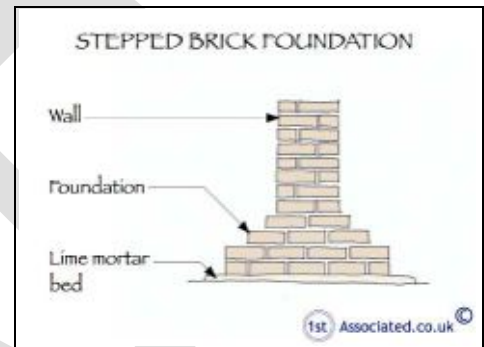 STEPPED BRICK FOUNDATION
Wall
Foundation
Lime mortar
bed
1st Associated.co.uk ©